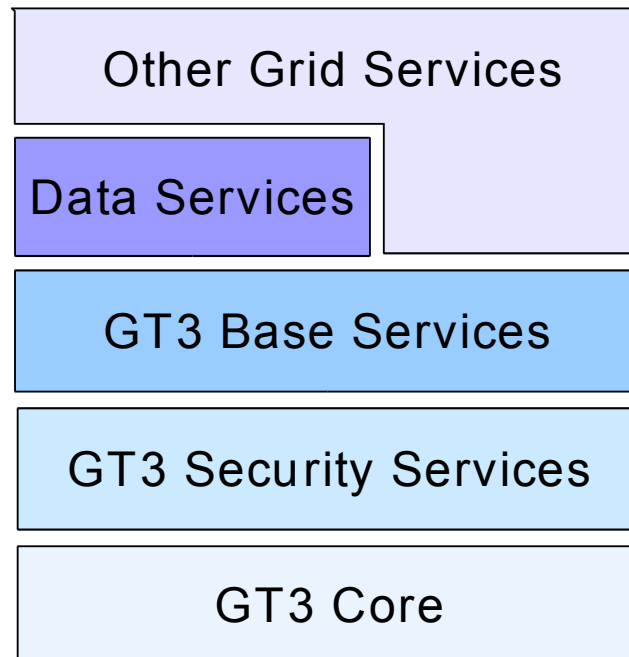 Other Grid Services
Data Services
GT3 Base Services
GT3 Security Services
GT3 Core